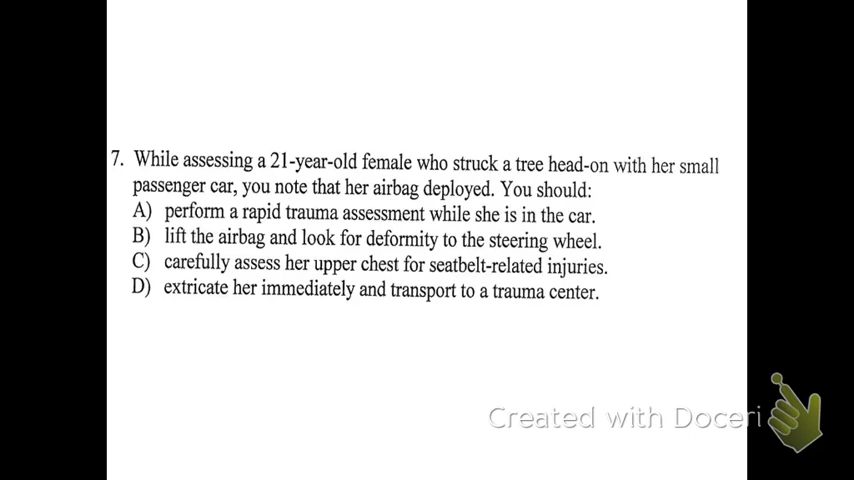 7. While assessing a 21-year-old female who struck a tree head-on with her small
passenger car, you note that her airbag deployed. You should:
A) perform a rapid trauma assessment while she is in the car.
B) lift the airbag and look for deformity to the steering wheel.
C) carefully assess her upper chest for seatbelt-related injuries.
D) extricate her immediately and transport to a trauma center.
Created with Doceri